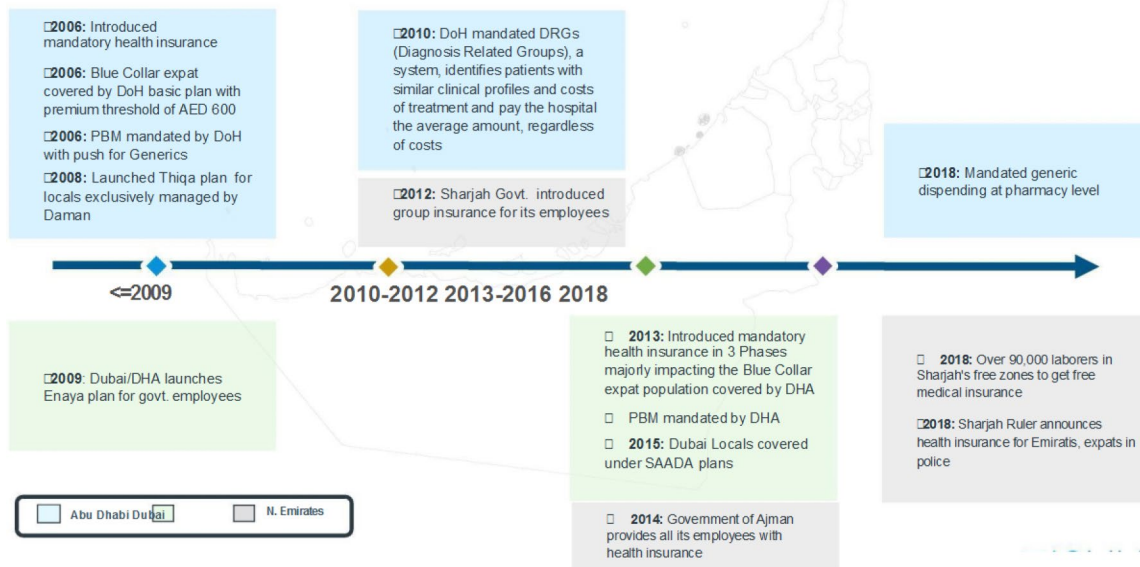 □2006: Introduced
mandatory health insurance
□2006: Blue Collar expat
covered by DoH basic plan with
premium threshold of AED 600
□2006: PBM mandated by DoH
with push for Generics
□2008: Launched Thiqa plan for
locals exclusively managed by
Daman
□2010: DoH mandated DRGs
(Diagnosis Related Groups), a
system, identifies patients with
similar clinical profiles and costs
of treatment and pay the hospital
the average amount, regardless
of costs
□2012: Sharjah Govt. introduced
group insurance for its employees
□2018: Mandated generic
dispending at pharmacy level
<=2009
2010-2012 2013-2016 2018
□2009: Dubai/DHA launches
Enaya plan for govt. employees
□ 2013: Introduced mandatory
health insurance in 3 Phases
majorly impacting the Blue Collar
expat population covered by DHA
□ PBM mandated by DHA
□ 2015: Dubai Locals covered
under SAADA plans
□ 2014: Government of Ajman
provides all its employees with
health insurance
□ 2018: Over 90,000 laborers in
Sharjah's free zones to get free
medical insurance
□2018: Sharjah Ruler announces
health insurance for Emiratis, expats in
police
Abu Dhabi Dubai N. Emirates